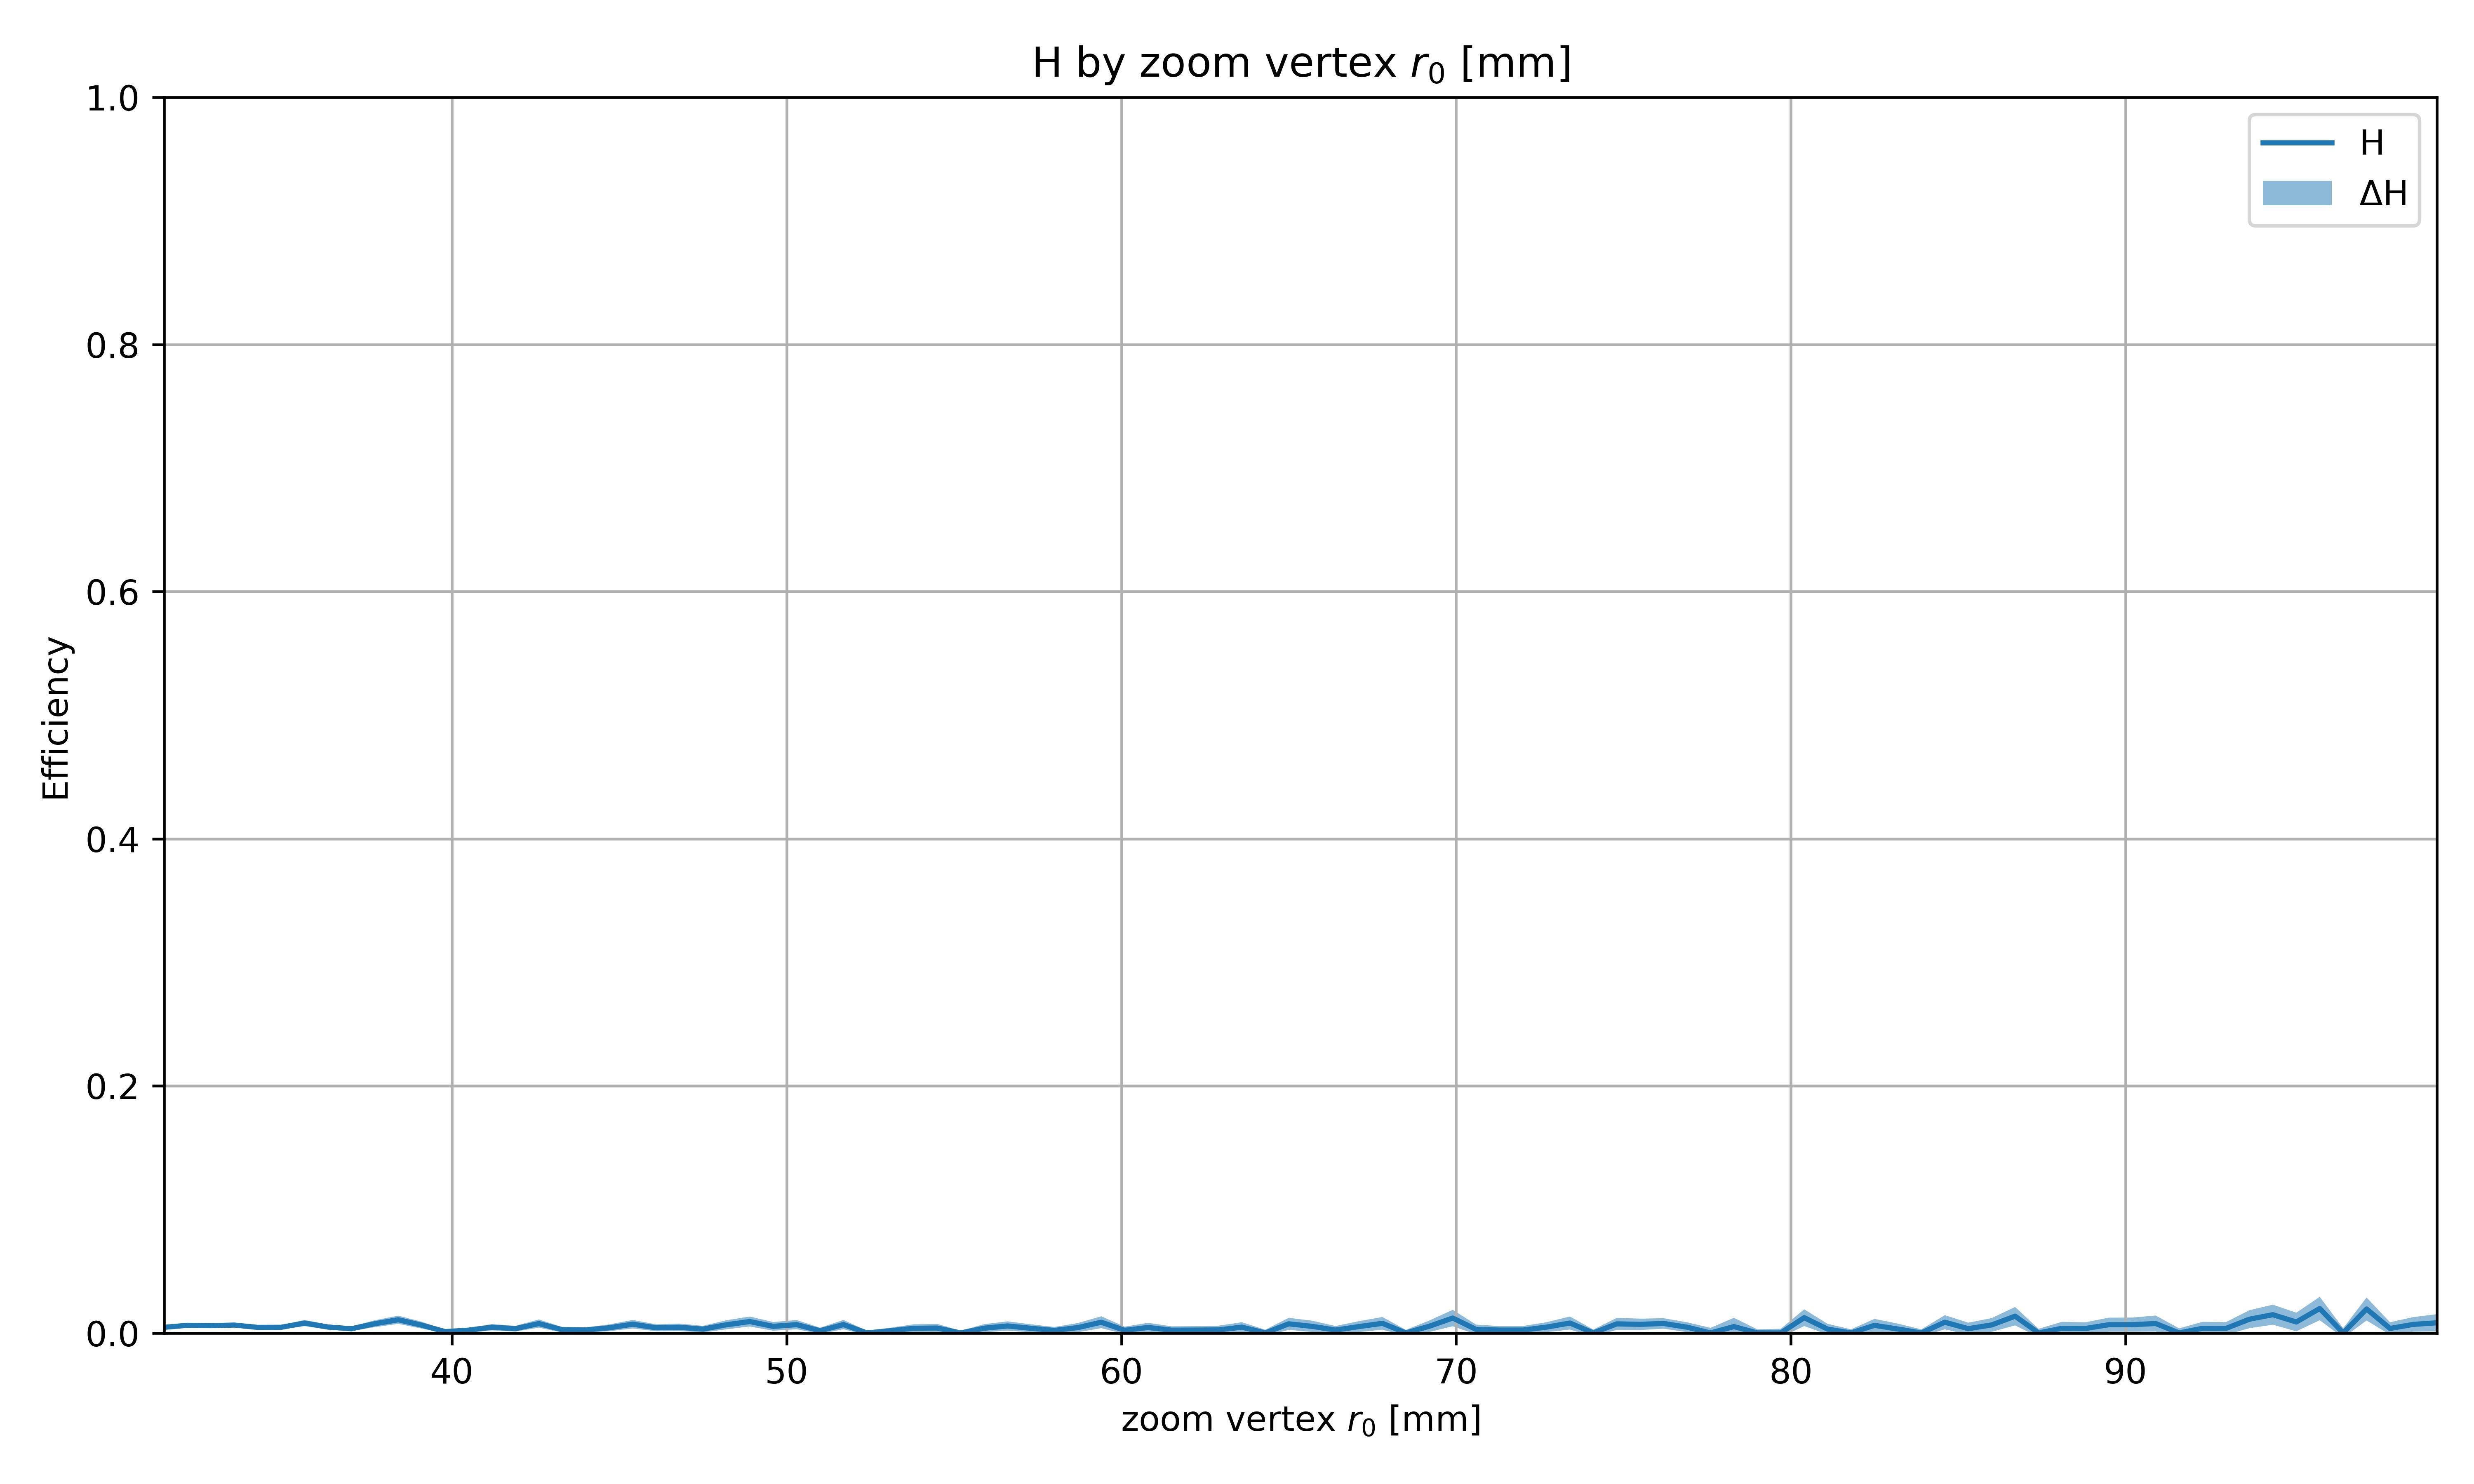 H by zoom vertex r₀ [mm]
1.0
0.8
0.6
0.4
0.2
0.0
Efficiency
H
ΔH
40 50 60 70 80 90
zoom vertex r₀ [mm]